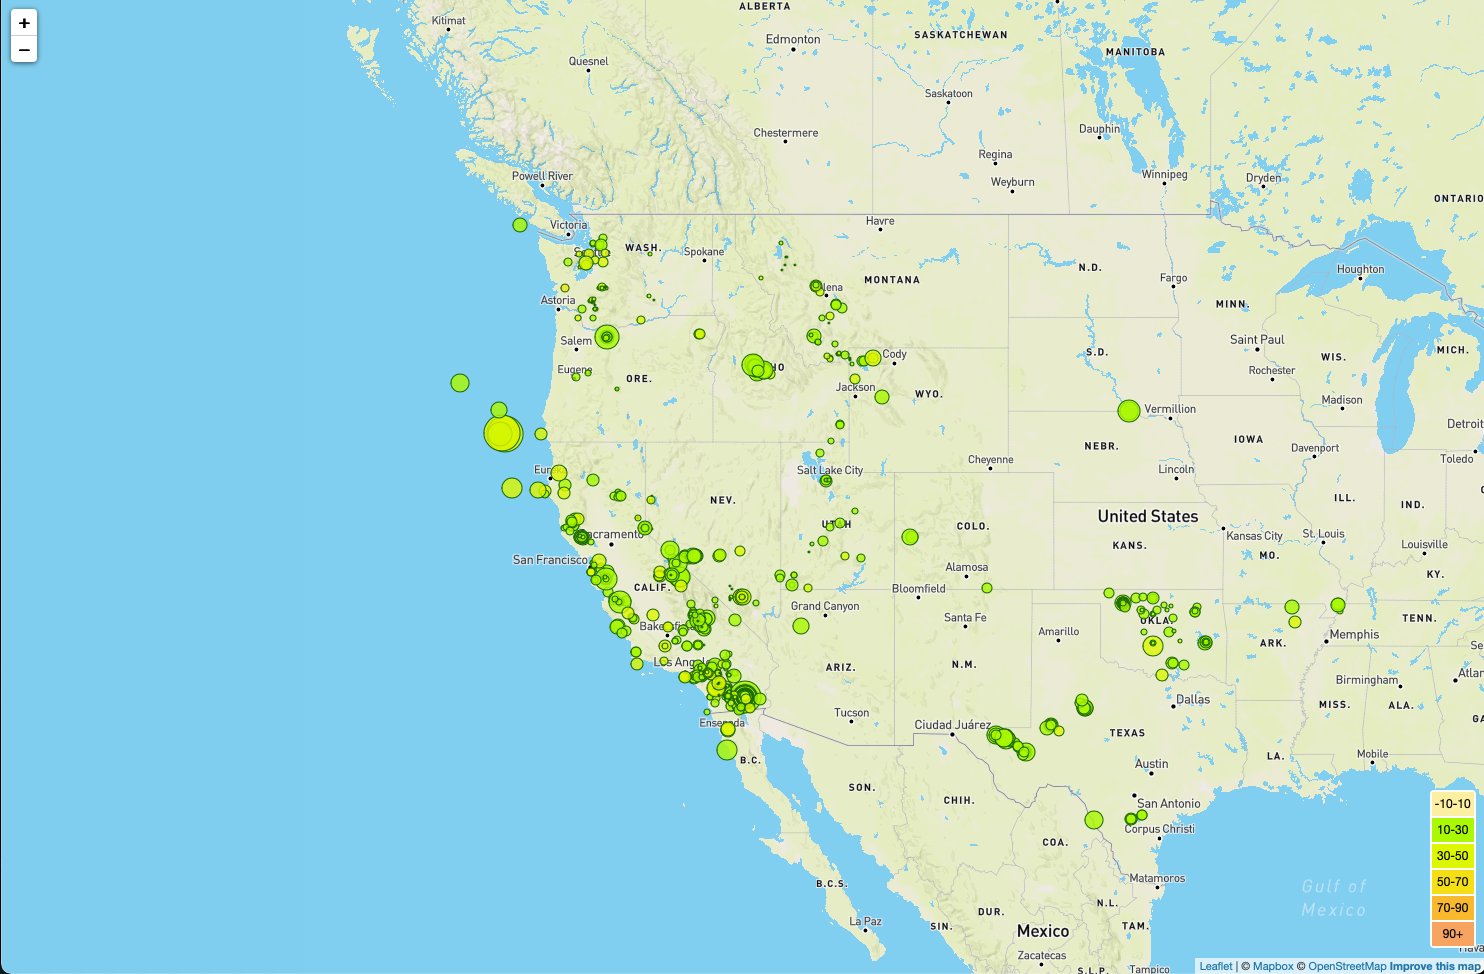 +
−
Kitimat
ALBERTA
Edmonton
SASKATCHEWAN
MANITOBA
Quesnel
Saskatoon
Chestermere
Dauphin
Regina
Powell River
Weyburn
Winnipeg
Dryden
ONTARIO
Victoria
Havre
WASH.
Spokane
N.D.
Houghton
MONTANA
Fargo
Astoria
MINN.
Salem
Saint Paul
WIS.
MICH.
Cody
S.D.
Eugene
ORE.
Rochester
Jackson
WYO.
Madison
Vermillion
Detroit
IOWA
NEBR.
Davenport
Toledo
Cheyenne
Salt Lake City
Lincoln
NEV.
ILL.
IND.
United States
COLO.
Kansas City
St. Louis
San Francisco
KANS.
Louisville
MO.
Alamosa
CALIF.
Bloomfield
KY.
Grand Canyon
Santa Fe
TENN.
Amarillo
Memphis
ARK.
ARIZ.
N.M.
Birmingham
Dallas
MISS.
ALA.
Tucson
Ciudad Juárez
TEXAS
B.C.
LA.
Mobile
Austin
SON.
CHIH.
San Antonio
Corpus Christi
COA.
Matamoros
B.C.S.
Gulf of
Mexico
N.L.
DUR.
La Paz
SIN.
Mexico
TAM.
Zacatecas
S.L.P.
Tampico
-10-10
10-30
30-50
50-70
70-90
90+
Leaflet | © Mapbox © OpenStreetMap Improve this map